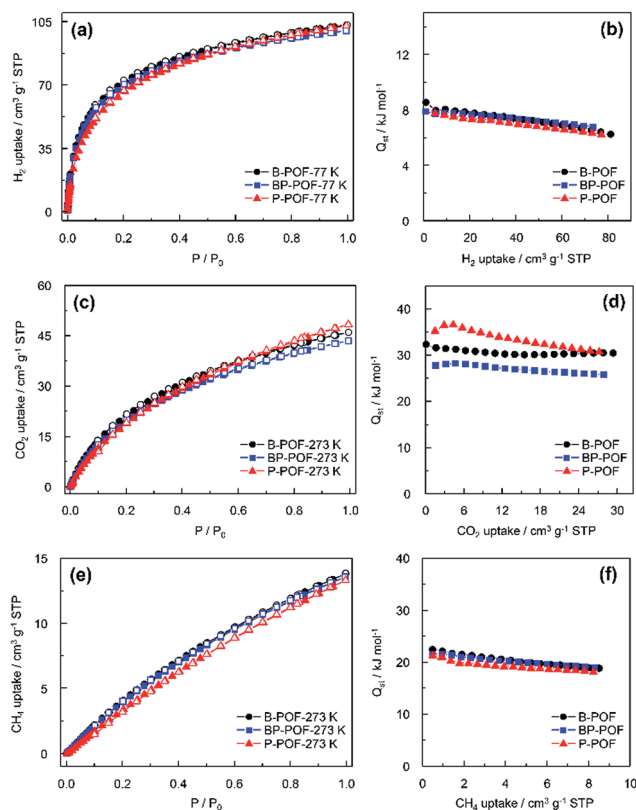 (a)
105
70
35
0
H₂ uptake / cm³ g⁻¹ STP
B-POF-77 K
BP-POF-77 K
P-POF-77 K
0.0 0.2 0.4 0.6 0.8 1.0
P / P₀
(b)
12
8
4
0
Qst / kJ mol⁻¹
B-POF
BP-POF
P-POF
0 20 40 60 80 100
H₂ uptake / cm³ g⁻¹ STP
(c)
60
45
30
15
0
CO₂ uptake / cm³ g⁻¹ STP
B-POF-273 K
BP-POF-273 K
P-POF-273 K
0.0 0.2 0.4 0.6 0.8 1.0
P / P₀
(d)
50
40
30
20
10
0
Qst / kJ mol⁻¹
B-POF
BP-POF
P-POF
0 6 12 18 24 30
CO₂ uptake / cm³ g⁻¹ STP
(e)
15
10
5
0
CH₄ uptake / cm³ g⁻¹ STP
B-POF-273 K
BP-POF-273 K
P-POF-273 K
0.0 0.2 0.4 0.6 0.8 1.0
P / P₀
(f)
40
30
20
10
0
Qst / kJ mol⁻¹
B-POF
BP-POF
P-POF
0 2 4 6 8 10
CH₄ uptake / cm³ g⁻¹ STP